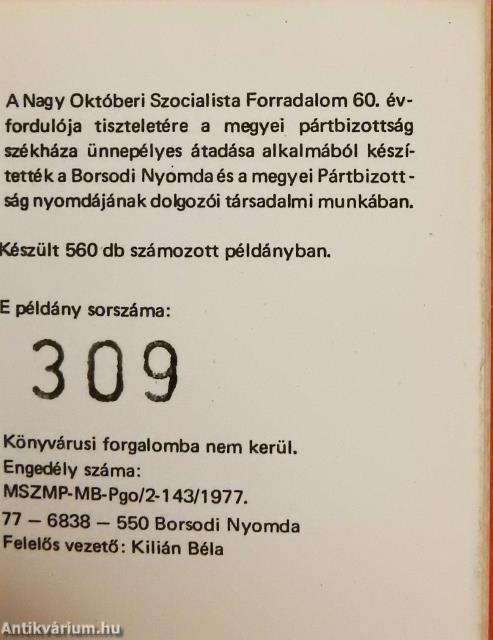 A Nagy Októberi Szocialista Forradalom 60. év-
fordulója tiszteletére a megyei pártbizottság
székháza ünnepélyes átadása alkalmából készí-
tették a Borsodi Nyomda és a megyei Pártbizott-
ság nyomdájának dolgozói társadalmi munkában.
Készült 560 db számozott példányban.
E példány sorszáma:
309
Könyvárusi forgalomba nem kerül.
Engedély száma:
MSZMP-MB-Pgo/2-143/1977.
77 – 6838 – 550 Borsodi Nyomda
Felelős vezető: Kilián Béla
Antikvárium.hu